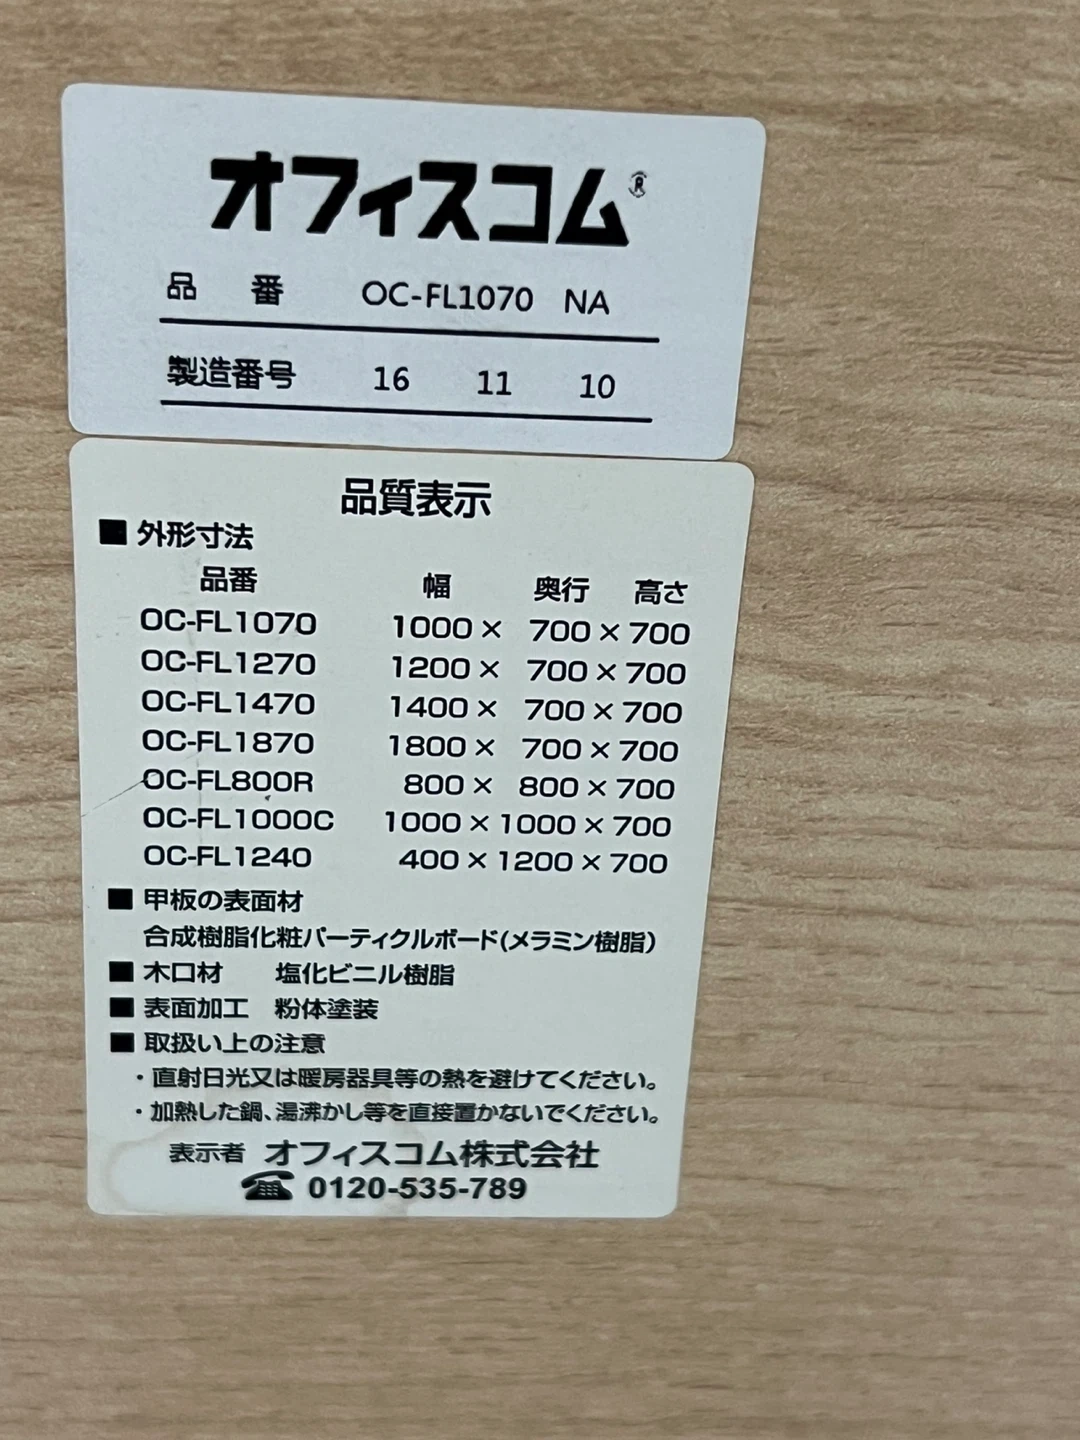 オフィスコム®
品　番　OC-FL1070 NA
製造番号　16　11　10
品質表示
■ 外形寸法
品番　幅　奥行　高さ
OC-FL1070　1000 × 700 × 700
OC-FL1270　1200 × 700 × 700
OC-FL1470　1400 × 700 × 700
OC-FL1870　1800 × 700 × 700
OC-FL800R　800 × 800 × 700
OC-FL1000C　1000 × 1000 × 700
OC-FL1240　400 × 1200 × 700
■ 甲板の表面材
合成樹脂化粧パーティクルボード(メラミン樹脂)
■ 木口材　塩化ビニル樹脂
■ 表面加工　粉体塗装
■ 取扱い上の注意
・直射日光又は暖房器具等の熱を避けてください。
・加熱した鍋、湯沸かし等を直接置かないでください。
表示者　オフィスコム株式会社
☎ 0120-535-789